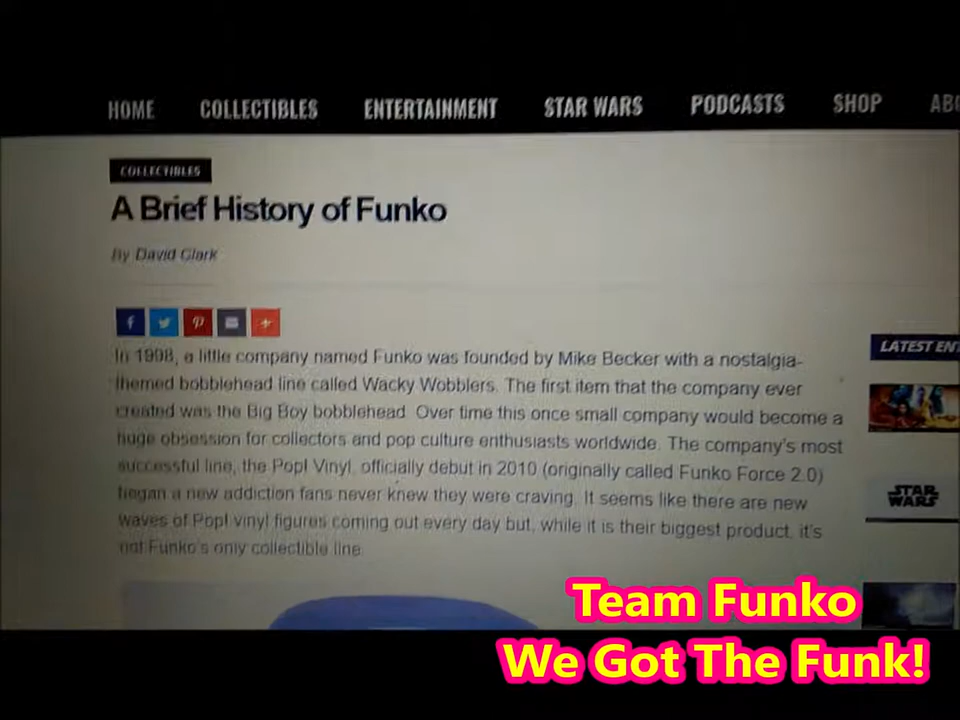 HOME COLLECTIBLES ENTERTAINMENT STAR WARS PODCASTS SHOP
COLLECTIBLES
A Brief History of Funko
By David Clark
In 1998, a little company named Funko was founded by Mike Becker with a nostalgia-
themed bobblehead line called Wacky Wobblers. The first item that the company ever
created was the Big Boy bobblehead. Over time this once small company would become a
huge obsession for collectors and pop culture enthusiasts worldwide. The company's most
successful line, the Pop! Vinyl, officially debut in 2010 (originally called Funko Force 2.0)
began a new addiction fans never knew they were craving. It seems like there are new
waves of Pop! vinyl figures coming out every day but, while it is their biggest product, it's
not Funko's only collectible line.
LATEST
STAR
WARS
Team Funko
We Got The Funk!